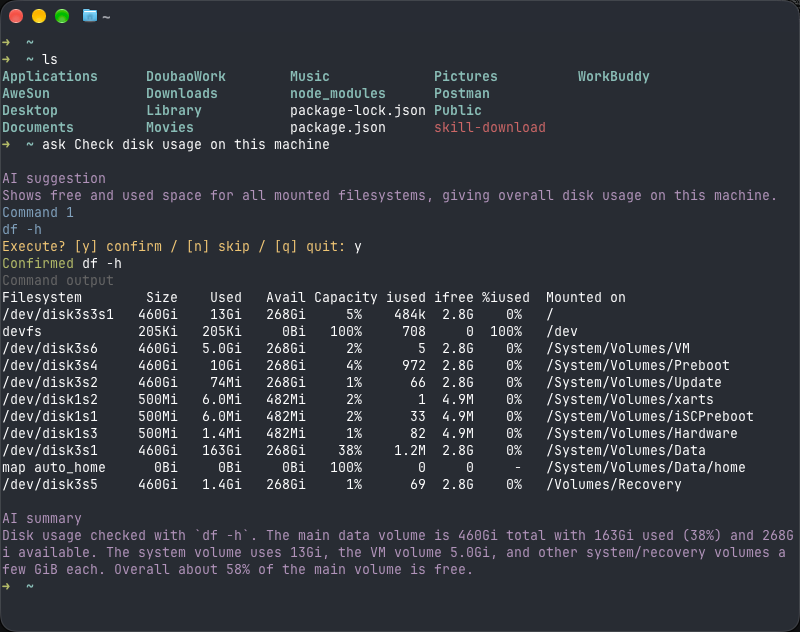 ~
➜  ~
➜  ~ ls
Applications      DoubaoWork        Music             Pictures          WorkBuddy
AweSun            Downloads         node_modules      Postman
Desktop           Library           package-lock.json Public
Documents         Movies            package.json      skill-download
➜  ~ ask Check disk usage on this machine
AI suggestion
Shows free and used space for all mounted filesystems, giving overall disk usage on this machine.
Command 1
df -h
Execute? [y] confirm / [n] skip / [q] quit: y
Confirmed df -h
Command output
Filesystem        Size    Used   Avail Capacity iused ifree %iused  Mounted on
/dev/disk3s3s1   460Gi    13Gi   268Gi     5%    484k  2.8G    0%   /
devfs            205Ki   205Ki     0Bi   100%     708     0  100%   /dev
/dev/disk3s6     460Gi   5.0Gi   268Gi     2%       5  2.8G    0%   /System/Volumes/VM
/dev/disk3s4     460Gi    10Gi   268Gi     4%     972  2.8G    0%   /System/Volumes/Preboot
/dev/disk3s2     460Gi    74Mi   268Gi     1%      66  2.8G    0%   /System/Volumes/Update
/dev/disk1s2     500Mi   6.0Mi   482Mi     2%       1  4.9M    0%   /System/Volumes/xarts
/dev/disk1s1     500Mi   6.0Mi   482Mi     2%      33  4.9M    0%   /System/Volumes/iSCPreboot
/dev/disk1s3     500Mi   1.4Mi   482Mi     1%      82  4.9M    0%   /System/Volumes/Hardware
/dev/disk3s1     460Gi   163Gi   268Gi    38%    1.2M  2.8G    0%   /System/Volumes/Data
map auto_home      0Bi     0Bi     0Bi   100%       0     0     -   /System/Volumes/Data/home
/dev/disk3s5     460Gi   1.4Gi   268Gi     1%      69  2.8G    0%   /Volumes/Recovery
AI summary
Disk usage checked with `df -h`. The main data volume is 460Gi total with 163Gi used (38%) and 268G
i available. The system volume uses 13Gi, the VM volume 5.0Gi, and other system/recovery volumes a
few GiB each. Overall about 58% of the main volume is free.
➜  ~